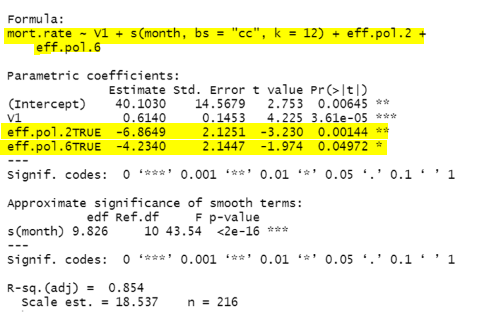 Formula:
mort.rate ~ V1 + s(month, bs = "cc", k = 12) + eff.pol.2 +
eff.pol.6
Parametric coefficients:
Estimate Std. Error t value Pr(>|t|)
(Intercept) 40.1030 14.5679 2.753 0.00645 **
V1 0.6140 0.1453 4.225 3.61e-05 ***
eff.pol.2TRUE -6.8649 2.1251 -3.230 0.00144 **
eff.pol.6TRUE -4.2340 2.1447 -1.974 0.04972 *
---
Signif. codes: 0 ‘***’ 0.001 ‘**’ 0.01 ‘*’ 0.05 ‘.’ 0.1 ‘ ’ 1
Approximate significance of smooth terms:
edf Ref.df F p-value
s(month) 9.826 10 43.54 <2e-16 ***
---
Signif. codes: 0 ‘***’ 0.001 ‘**’ 0.01 ‘*’ 0.05 ‘.’ 0.1 ‘ ’ 1
R-sq.(adj) = 0.854
Scale est. = 18.537 n = 216